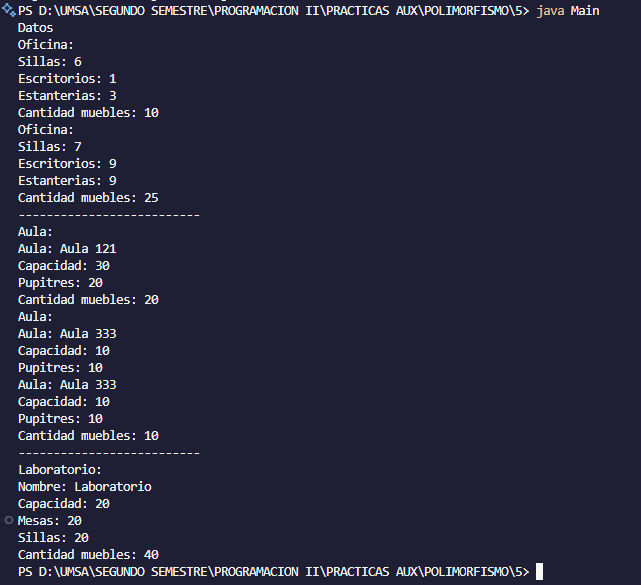 PS D:\UMSA\SEGUNDO SEMESTRE\PROGRAMACION II\PRACTICAS AUX\POLIMORFISMO\5> java Main
Datos
Oficina:
Sillas: 6
Escritorios: 1
Estanterias: 3
Cantidad muebles: 10
Oficina:
Sillas: 7
Escritorios: 9
Estanterias: 9
Cantidad muebles: 25
--------------------------
Aula:
Aula: Aula 121
Capacidad: 30
Pupitres: 20
Cantidad muebles: 20
Aula:
Aula: Aula 333
Capacidad: 10
Pupitres: 10
Aula: Aula 333
Capacidad: 10
Pupitres: 10
Cantidad muebles: 10
--------------------------
Laboratorio:
Nombre: Laboratorio
Capacidad: 20
Mesas: 20
Sillas: 20
Cantidad muebles: 40
PS D:\UMSA\SEGUNDO SEMESTRE\PROGRAMACION II\PRACTICAS AUX\POLIMORFISMO\5>